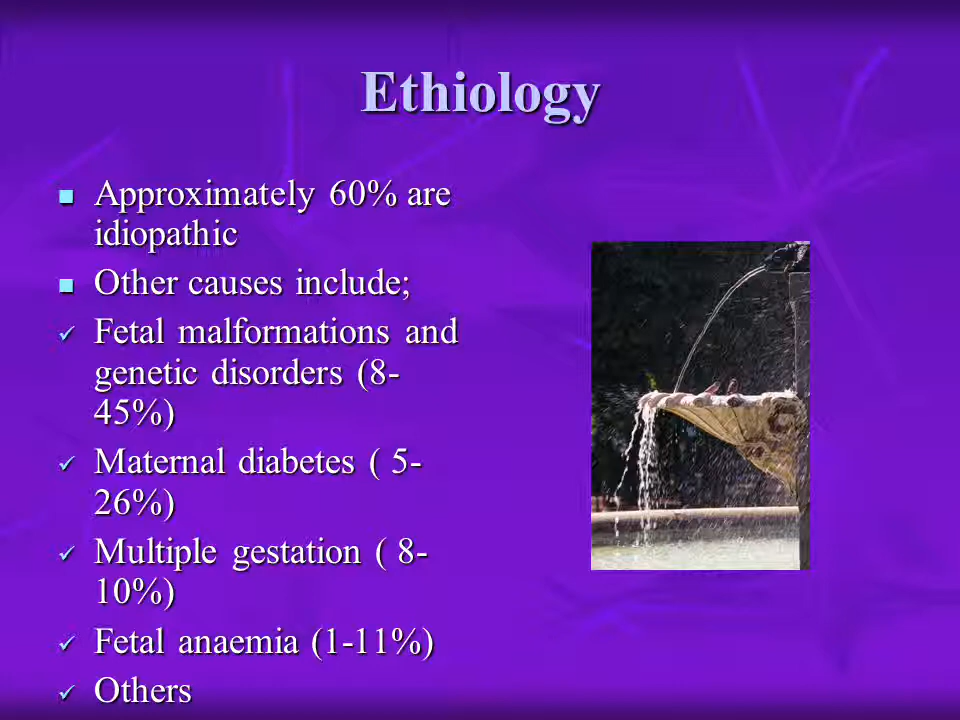 Ethiology
Approximately 60% are
idiopathic
Other causes include;
Fetal malformations and
genetic disorders (8-
45%)
Maternal diabetes ( 5-
26%)
Multiple gestation ( 8-
10%)
Fetal anaemia (1-11%)
Others